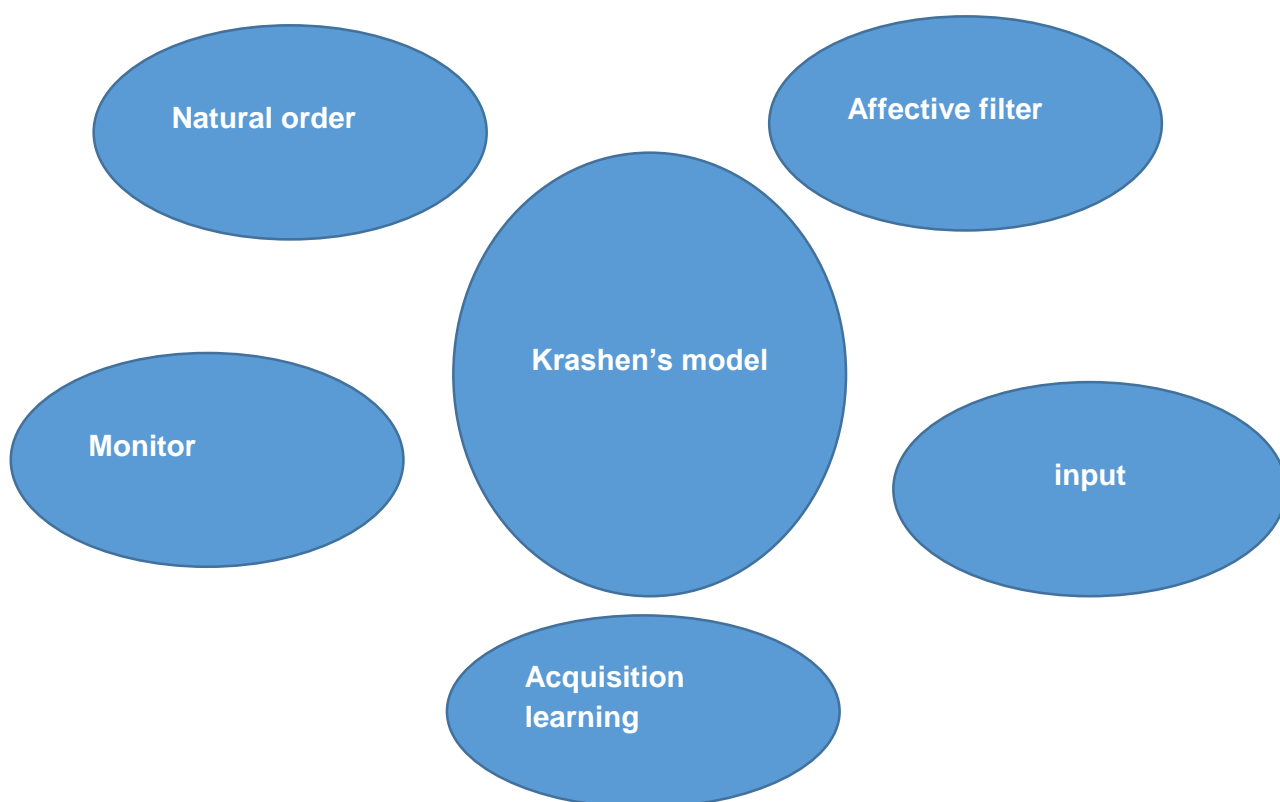 Natural order
Affective filter
Krashen’s model
Monitor
input
Acquisition
learning